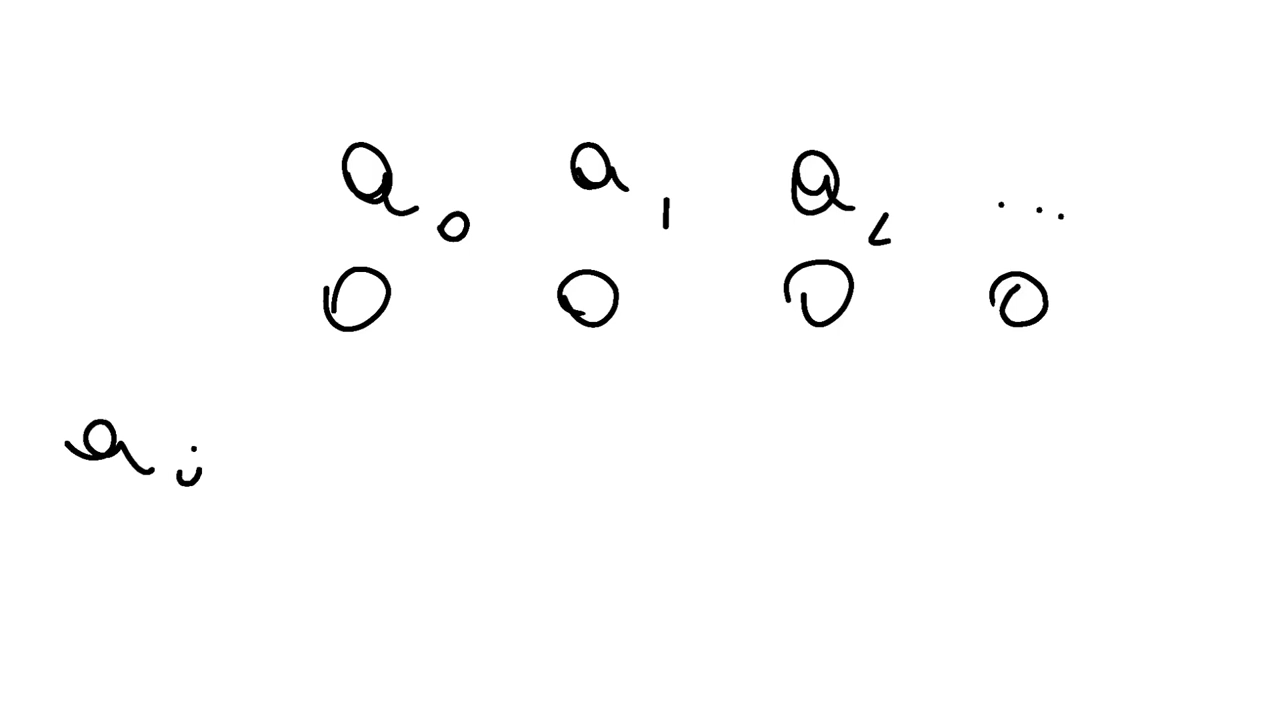 a₀ a₁ a₂ ...
0 0 0 0
aᵢ